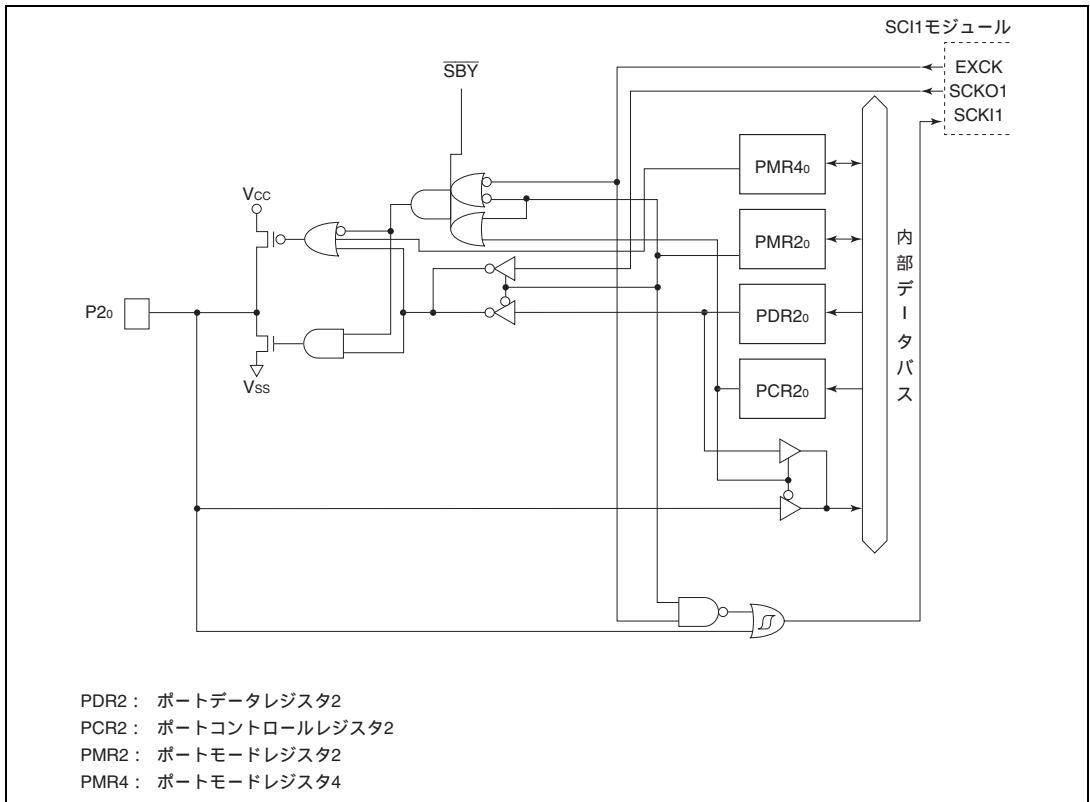 SCI1モジュール
EXCK
SCKO1
SCKI1
SBY
PMR4₀
VCC
PMR2₀
内部データバス
P2₀
PDR2₀
VSS
PCR2₀
PDR2： ポートデータレジスタ2
PCR2： ポートコントロールレジスタ2
PMR2： ポートモードレジスタ2
PMR4： ポートモードレジスタ4